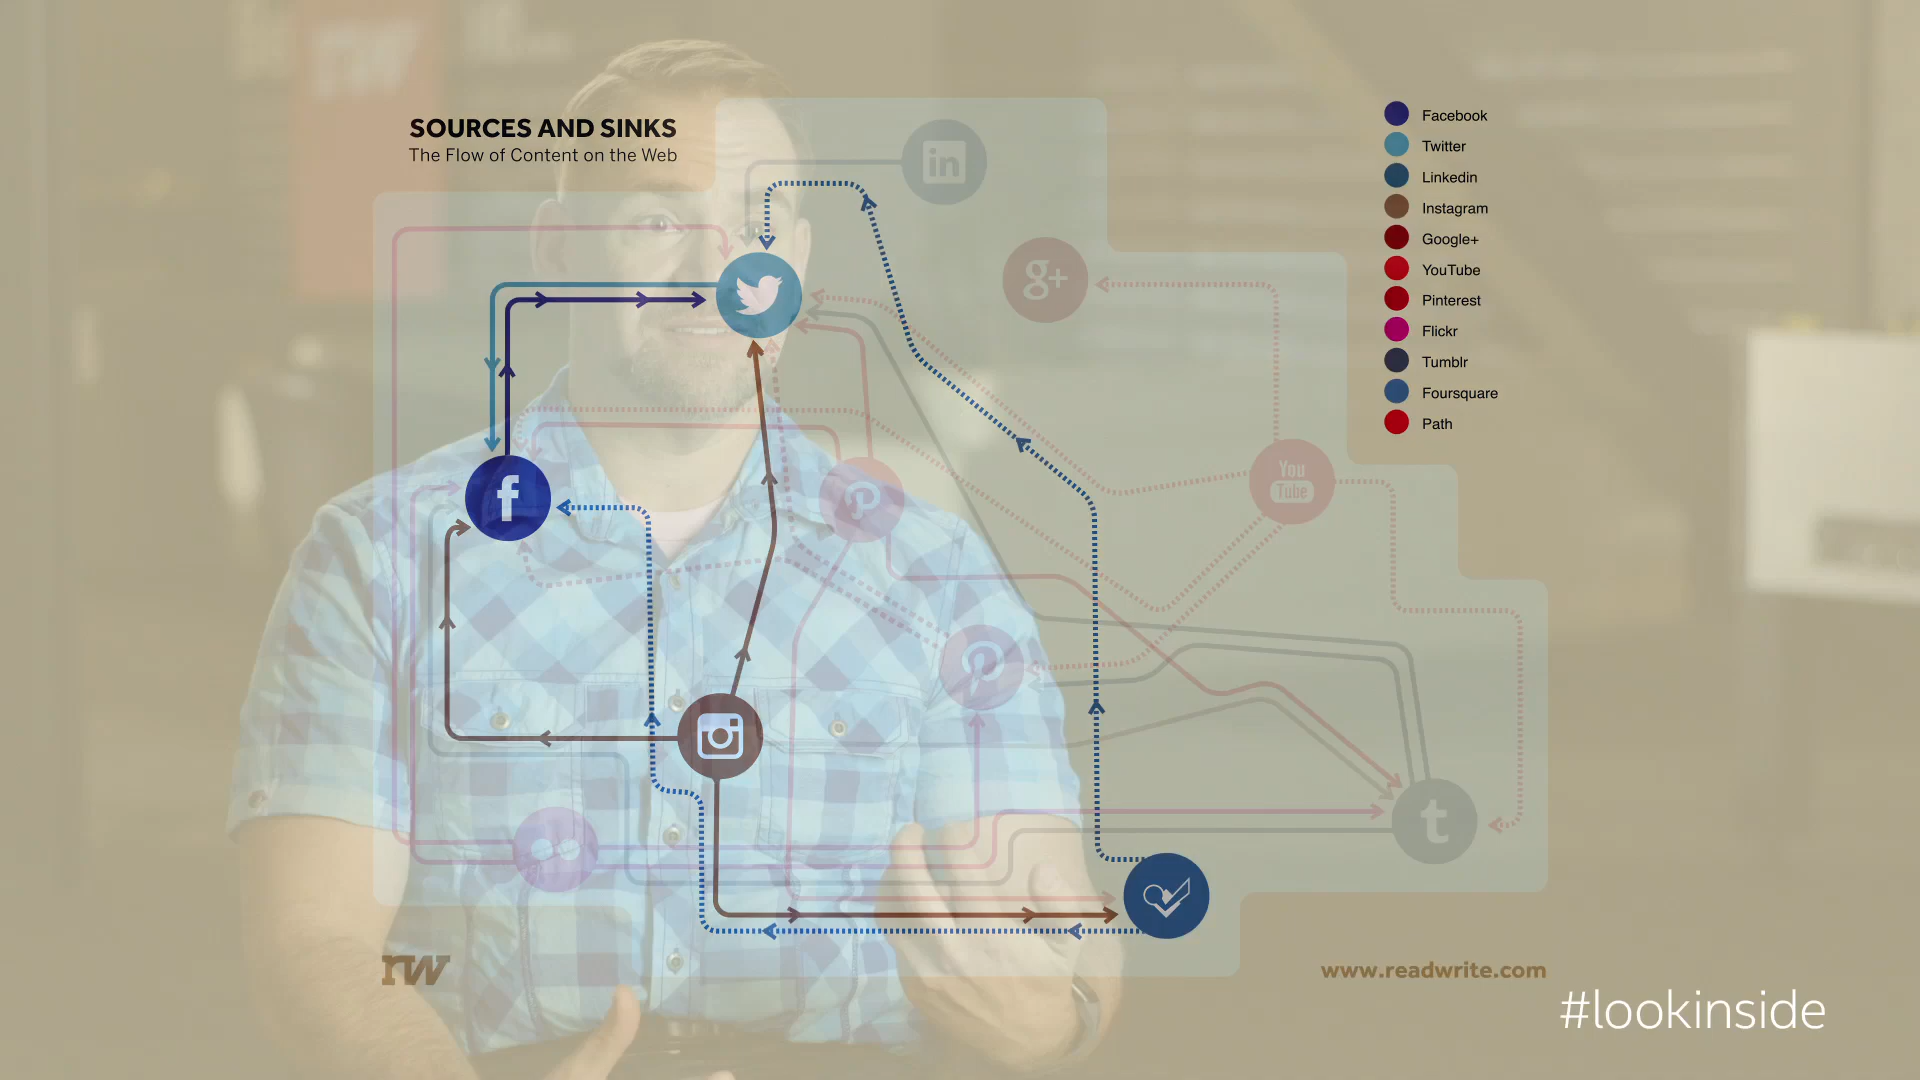 SOURCES AND SINKS
The Flow of Content on the Web
in
g+
f
You
Tube
t
Facebook
Twitter
Linkedin
Instagram
Google+
YouTube
Pinterest
Flickr
Tumblr
Foursquare
Path
rw
rw
www.readwrite.com
#lookinside